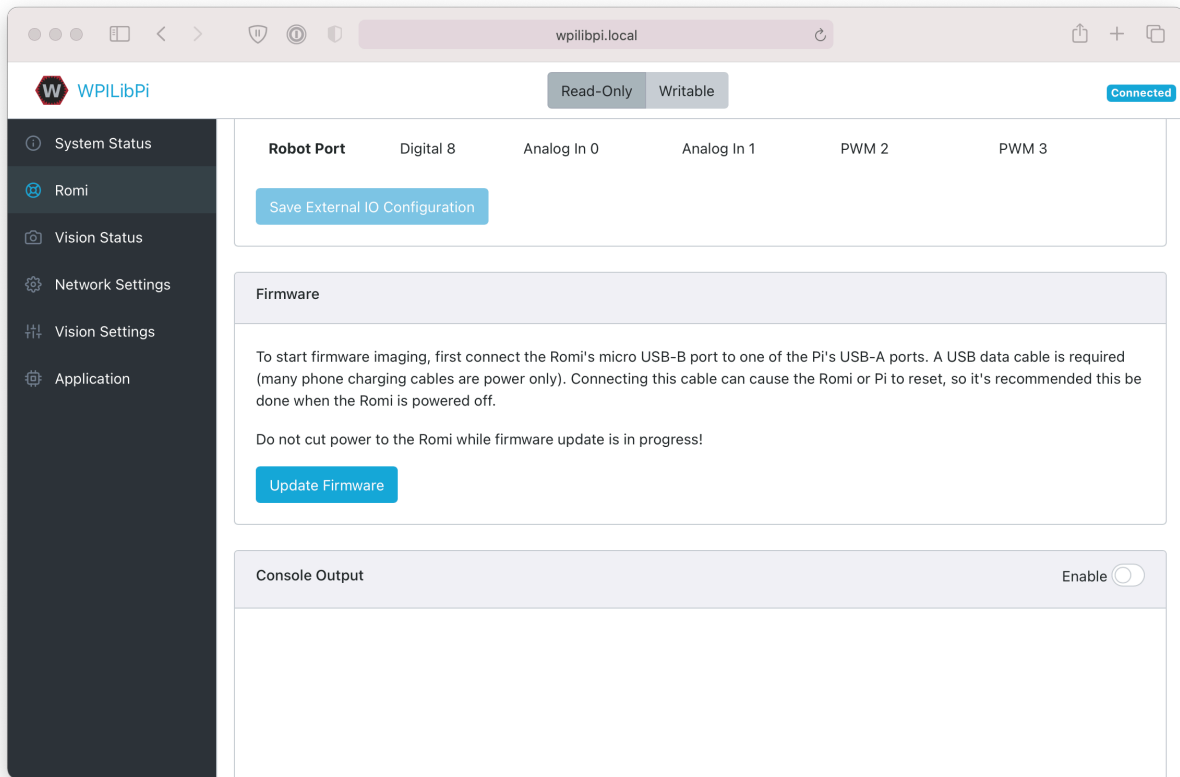 wpilibpi.local
W WPILibPi
Read-Only Writable
Connected
System Status
Romi
Vision Status
Network Settings
Vision Settings
Application
Robot Port Digital 8 Analog In 0 Analog In 1 PWM 2 PWM 3
Save External IO Configuration
Firmware
To start firmware imaging, first connect the Romi's micro USB-B port to one of the Pi's USB-A ports. A USB data cable is required
(many phone charging cables are power only). Connecting this cable can cause the Romi or Pi to reset, so it's recommended this be
done when the Romi is powered off.
Do not cut power to the Romi while firmware update is in progress!
Update Firmware
Console Output Enable